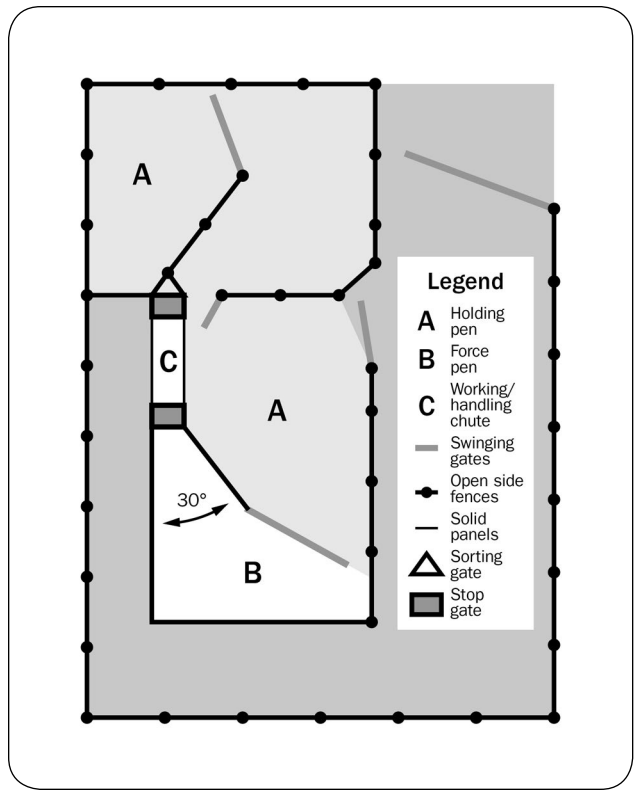 A
C
A
30°
B
Legend
A Holding
pen
B Force
pen
C Working/
handling
chute
Swinging
gates
Open side
fences
Solid
panels
Sorting
gate
Stop
gate